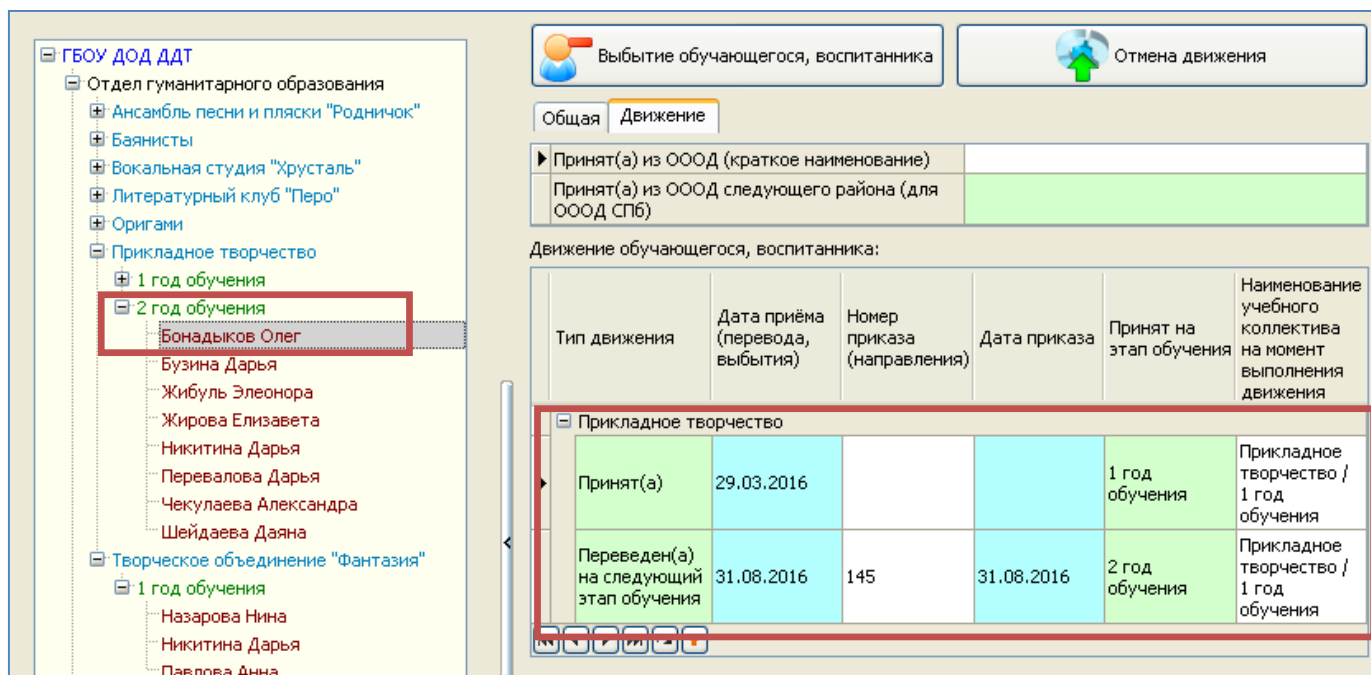 ГБОУ ДОД ДДТ
Отдел гуманитарного образования
Ансамбль песни и пляски "Родничок"
Баянисты
Вокальная студия "Хрусталь"
Литературный клуб "Перо"
Оригами
Прикладное творчество
1 год обучения
2 год обучения
Бонадыков Олег
Бузина Дарья
Жибуль Элеонора
Жирова Елизавета
Никитина Дарья
Перевалова Дарья
Чекулаева Александра
Шейдаева Даяна
Творческое объединение "Фантазия"
1 год обучения
Назарова Нина
Никитина Дарья
Павлова Анна
Выбытие обучающегося, воспитанника
Отмена движения
Общая
Движение
Принят(а) из ОООД (краткое наименование)
Принят(а) из ОООД следующего района (для
ОООД СПб)
Движение обучающегося, воспитанника:
Тип движения
Дата приёма
(перевода,
выбытия)
Номер
приказа
(направления)
Дата приказа
Принят на
этап обучения
Наименование
учебного
коллектива
на момент
выполнения
движения
Прикладное творчество
Принят(а)
29.03.2016
1 год
обучения
Прикладное
творчество /
1 год
обучения
Переведен(а)
на следующий
этап обучения
31.08.2016
145
31.08.2016
2 год
обучения
Прикладное
творчество /
1 год
обучения